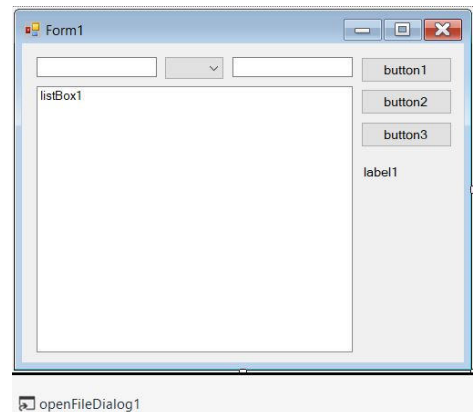 Form1
button1
listBox1
button2
button3
label1
openFileDialog1